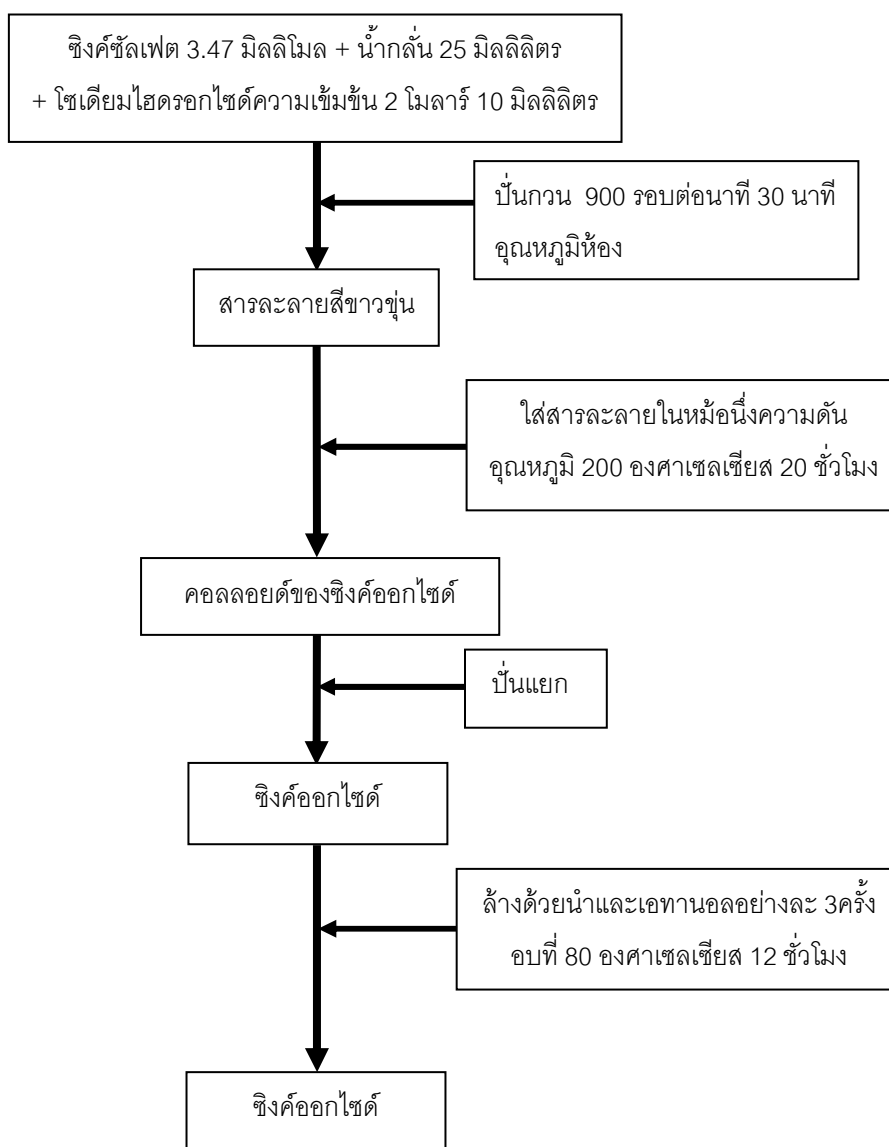 ซิงค์ซัลเฟต 3.47 มิลลิโมล + น้ำกลั่น 25 มิลลิลิตร
+ โซเดียมไฮดรอกไซด์ความเข้มข้น 2 โมลาร์ 10 มิลลิลิตร
ปั่นกวน 900 รอบต่อนาที 30 นาที
อุณหภูมิห้อง
สารละลายสีขาวขุ่น
ใส่สารละลายในหม้อนึ่งความดัน
อุณหภูมิ 200 องศาเซลเซียส 20 ชั่วโมง
คอลลอยด์ของซิงค์ออกไซด์
ปั่นแยก
ซิงค์ออกไซด์
ล้างด้วยนำและเอทานอลอย่างละ 3ครั้ง
อบที่ 80 องศาเซลเซียส 12 ชั่วโมง
ซิงค์ออกไซด์